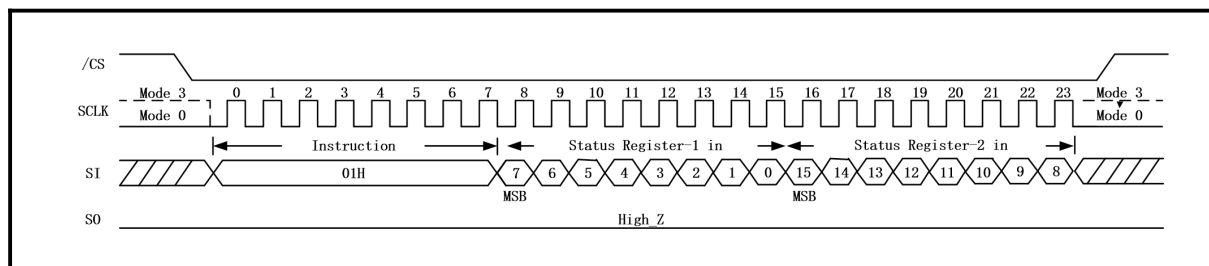 /CS
Mode 3 0 1 2 3 4 5 6 7 8 9 10 11 12 13 14 15 16 17 18 19 20 21 22 23 Mode 3
SCLK
Mode 0 Mode 0
Instruction Status Register-1 in Status Register-2 in
SI 01H 7 6 5 4 3 2 1 0 15 14 13 12 11 10 9 8
MSB MSB
SO High_Z